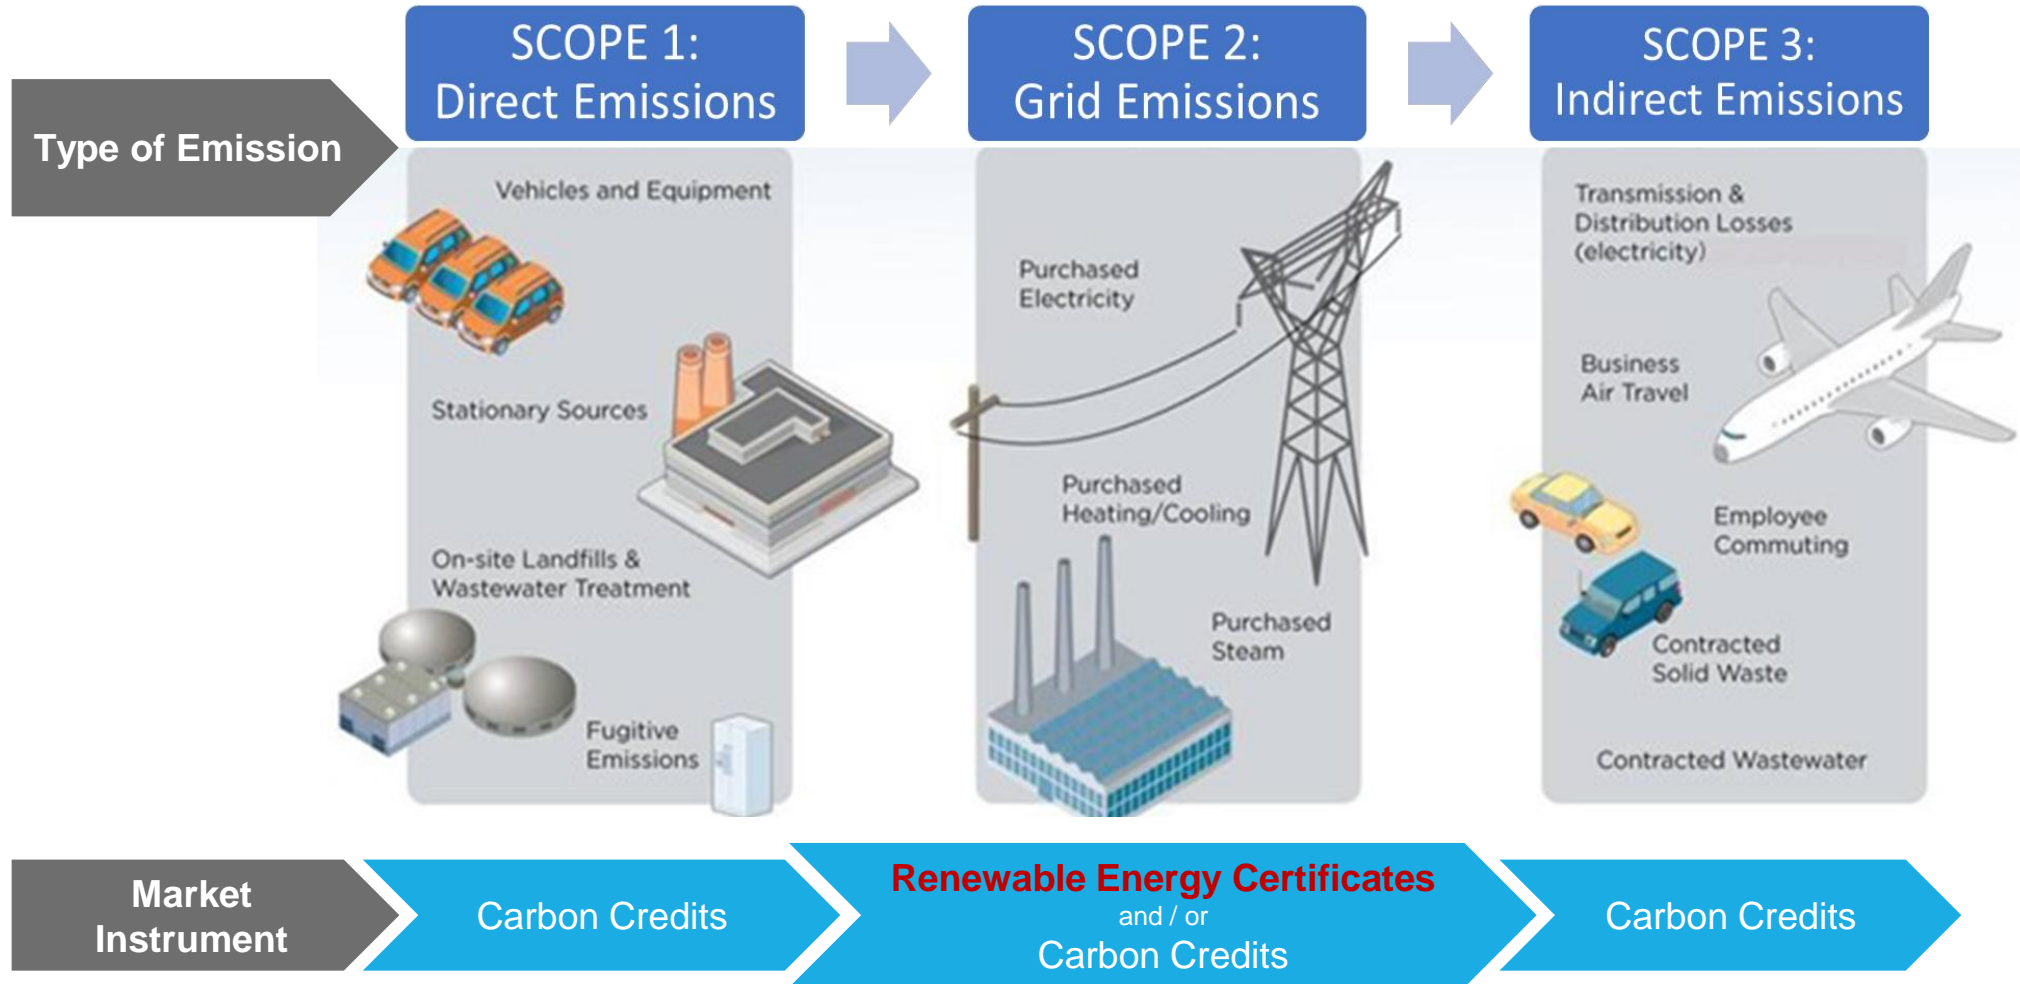 SCOPE 1:
Direct Emissions
SCOPE 2:
Grid Emissions
SCOPE 3:
Indirect Emissions
Type of Emission
Vehicles and Equipment
Stationary Sources
On-site Landfills &
Wastewater Treatment
Fugitive
Emissions
Purchased
Electricity
Purchased
Heating/Cooling
Purchased
Steam
Transmission &
Distribution Losses
(electricity)
Business
Air Travel
Employee
Commuting
Contracted
Solid Waste
Contracted Wastewater
Market
Instrument
Carbon Credits
Renewable Energy Certificates
and / or
Carbon Credits
Carbon Credits